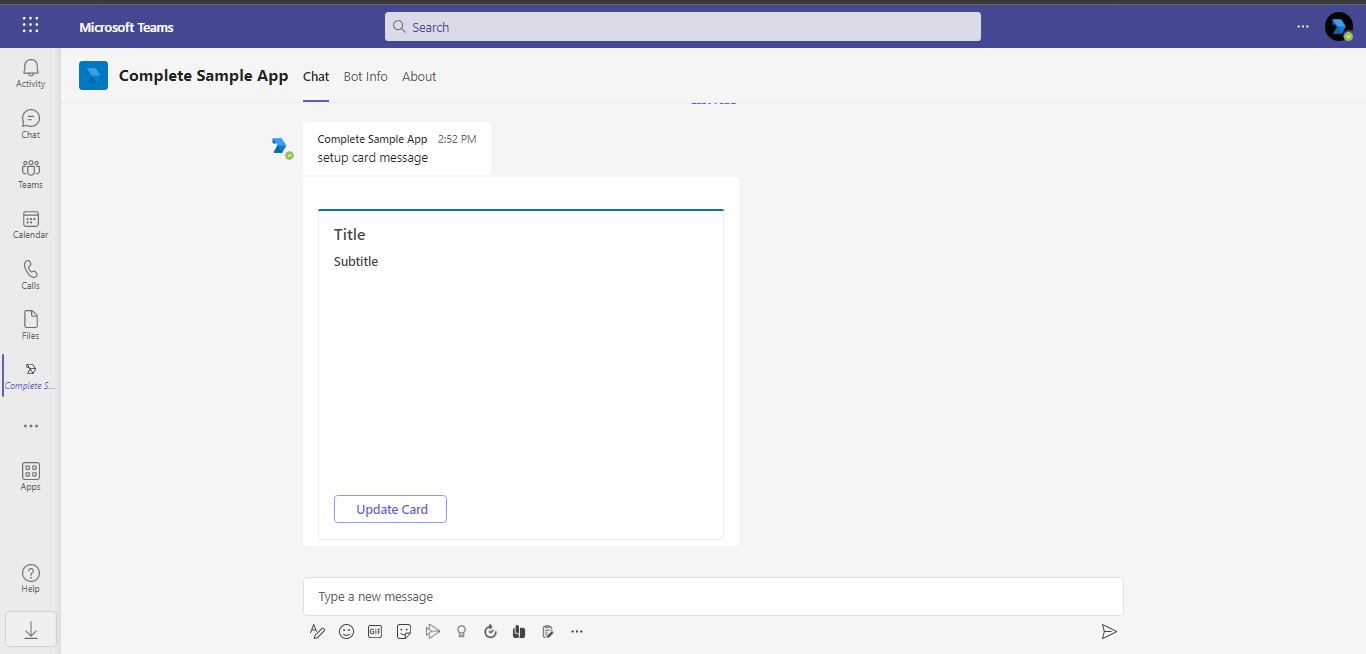 Microsoft Teams
Search
Activity
Chat
Teams
Calendar
Calls
Files
Complete S...
Apps
Help
Complete Sample App
Chat
Bot Info
About
Complete Sample App 2:52 PM
setup card message
Title
Subtitle
Update Card
Type a new message
GIF